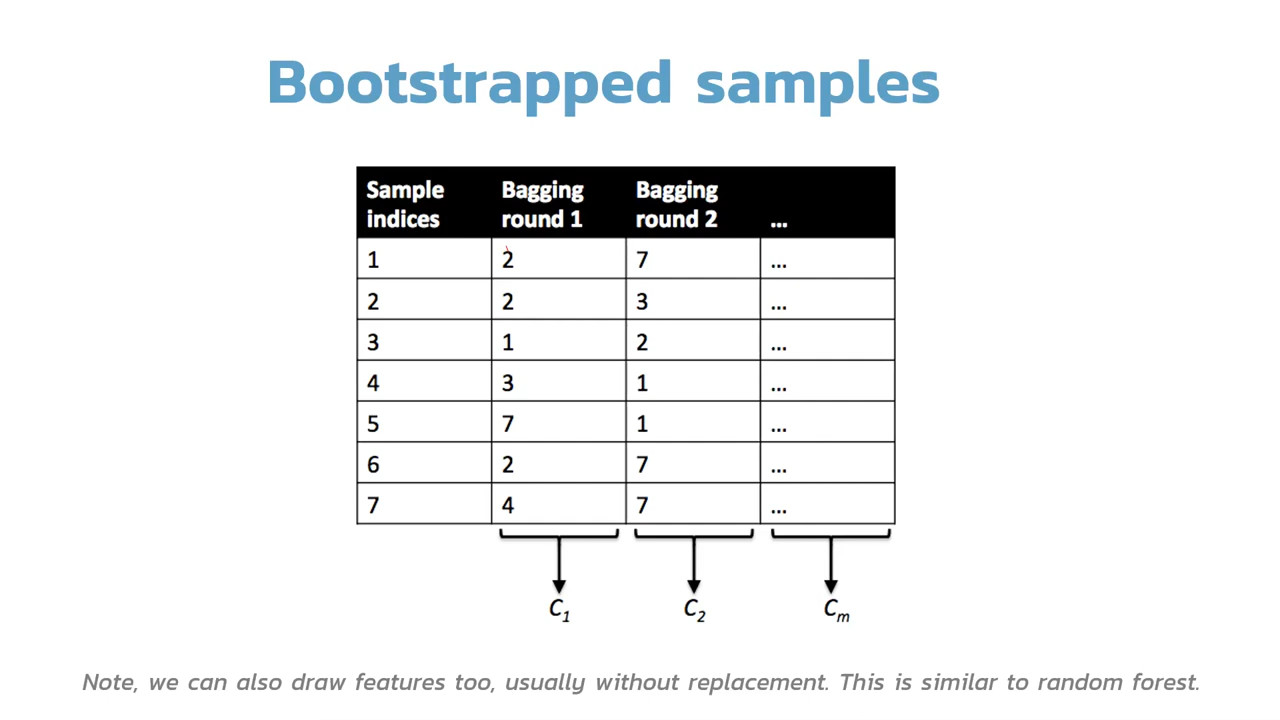 Bootstrapped samples
Sample indices Bagging round 1 Bagging round 2 ...
1 2 7 ...
2 2 3 ...
3 1 2 ...
4 3 1 ...
5 7 1 ...
6 2 7 ...
7 4 7 ...
C1 C2 Cm
Note, we can also draw features too, usually without replacement. This is similar to random forest.